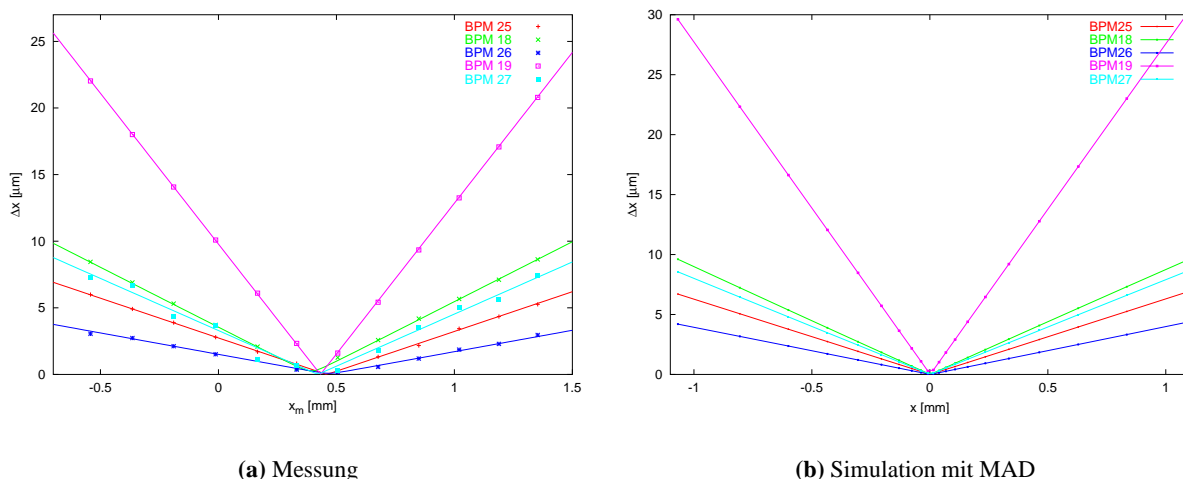 BPM 25
BPM 18
BPM 26
BPM 19
BPM 27
25
20
15
10
5
0
Δx [μm]
-0.5
0
0.5
1
1.5
x_m [mm]
(a) Messung
BPM25
BPM18
BPM26
BPM19
BPM27
30
25
20
15
10
5
0
Δx [μm]
-1
-0.5
0
0.5
1
x [mm]
(b) Simulation mit MAD